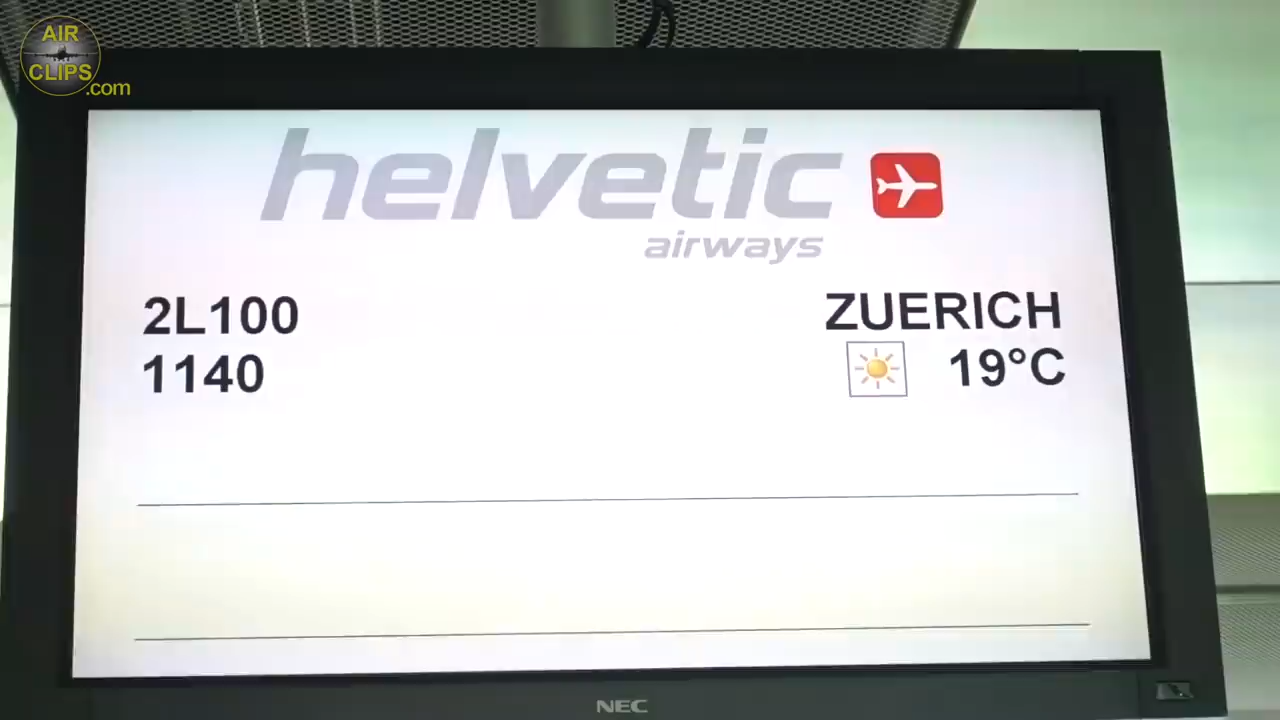 AIR
CLIPS
.com
helvetic
airways
2L100
ZUERICH
1140
19°C
NEC